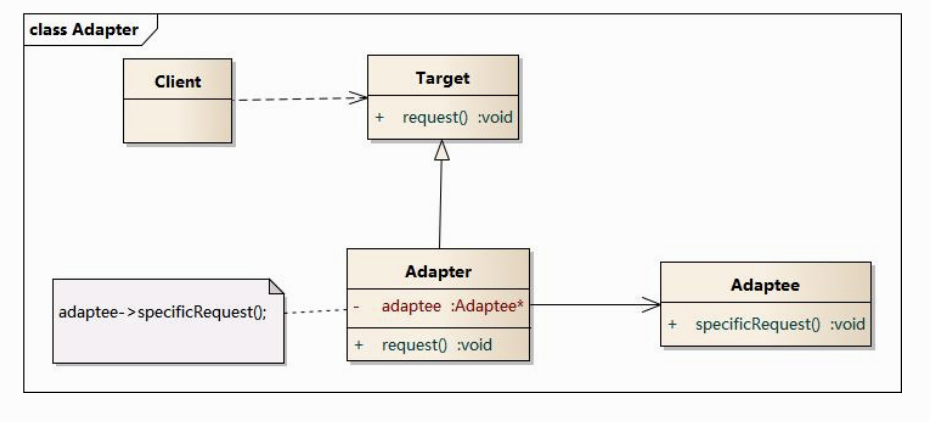 class Adapter
Client
Target
+ request() :void
Adapter
- adaptee :Adaptee*
+ request() :void
adaptee->specificRequest();
Adaptee
+ specificRequest() :void